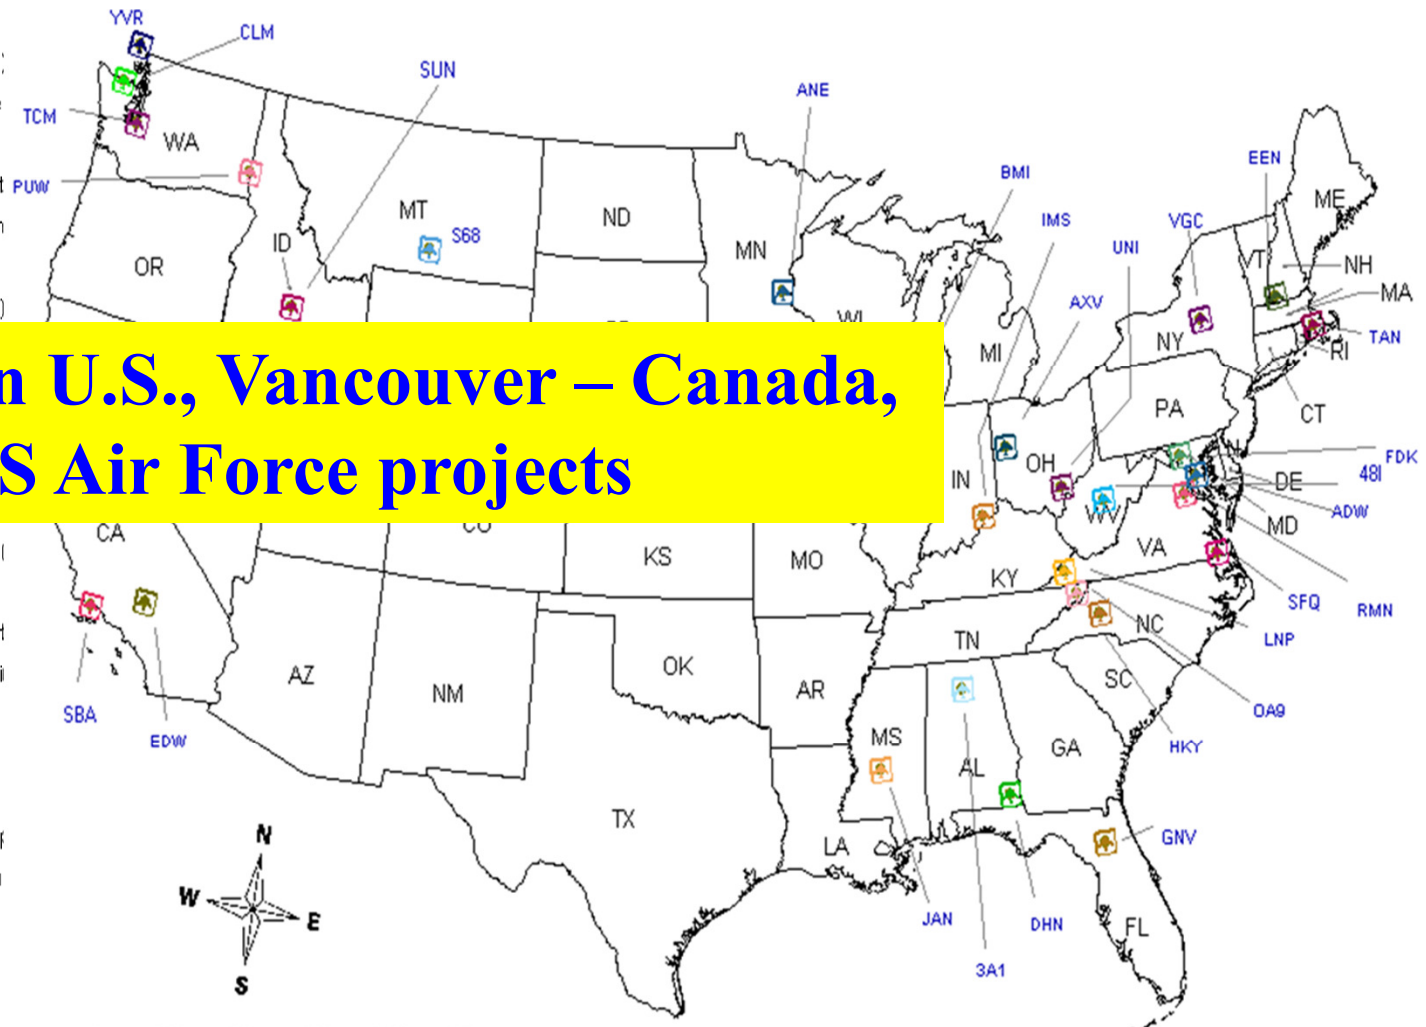 YVR
CLM
SUN
ANE
TCM
WA
EEN
BMI
PUW
ME
MT
ND
IMS
VGC
S68
UNI
ID
MN
VT
NH
OR
MA
AXV
WI
TAN
NY
RI
MI
n U.S., Vancouver – Canada,
S Air Force projects
PA
CT
OH
FDK
48I
IN
DE
ADW
WV
MD
CA
CO
KS
MO
VA
KY
SFQ
RMN
NC
LNP
TN
OK
AZ
SC
AR
NM
SBA
OA9
EDW
MS
GA
HKY
AL
TX
GNV
LA
N
W
E
JAN
DHN
FL
3A1
S